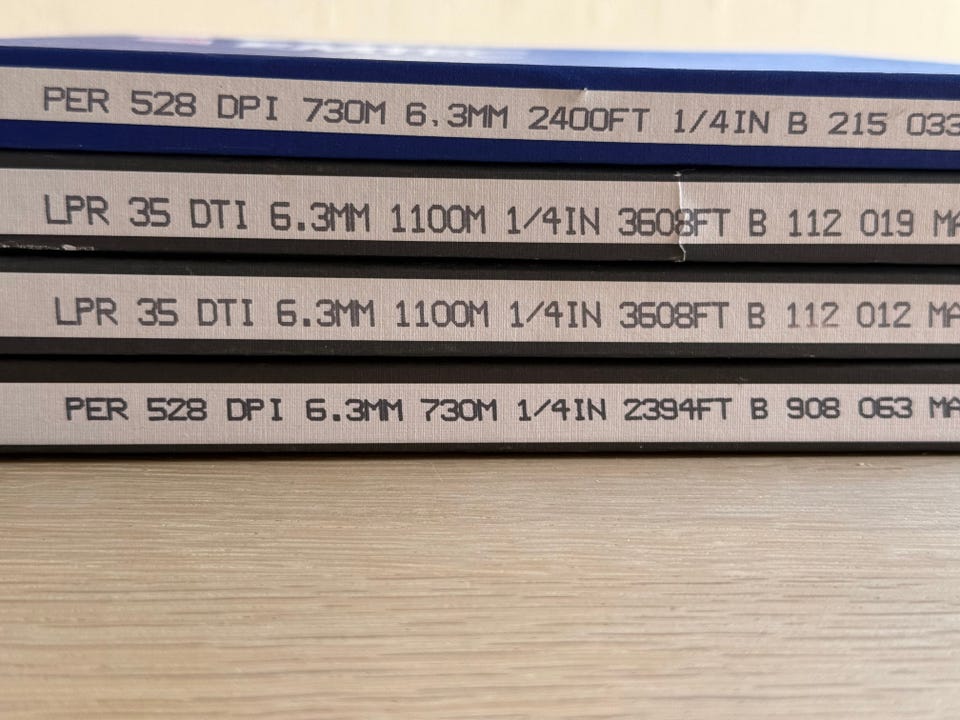 PER 528 DPI 730M 6.3MM 2400FT 1/4IN B 215 033
LPR 35 DTI 6.3MM 1100M 1/4IN 3608FT B 112 019 MA
LPR 35 DTI 6.3MM 1100M 1/4IN 3608FT B 112 012 MA
PER 528 DPI 6.3MM 730M 1/4IN 2394FT B 908 063 MA